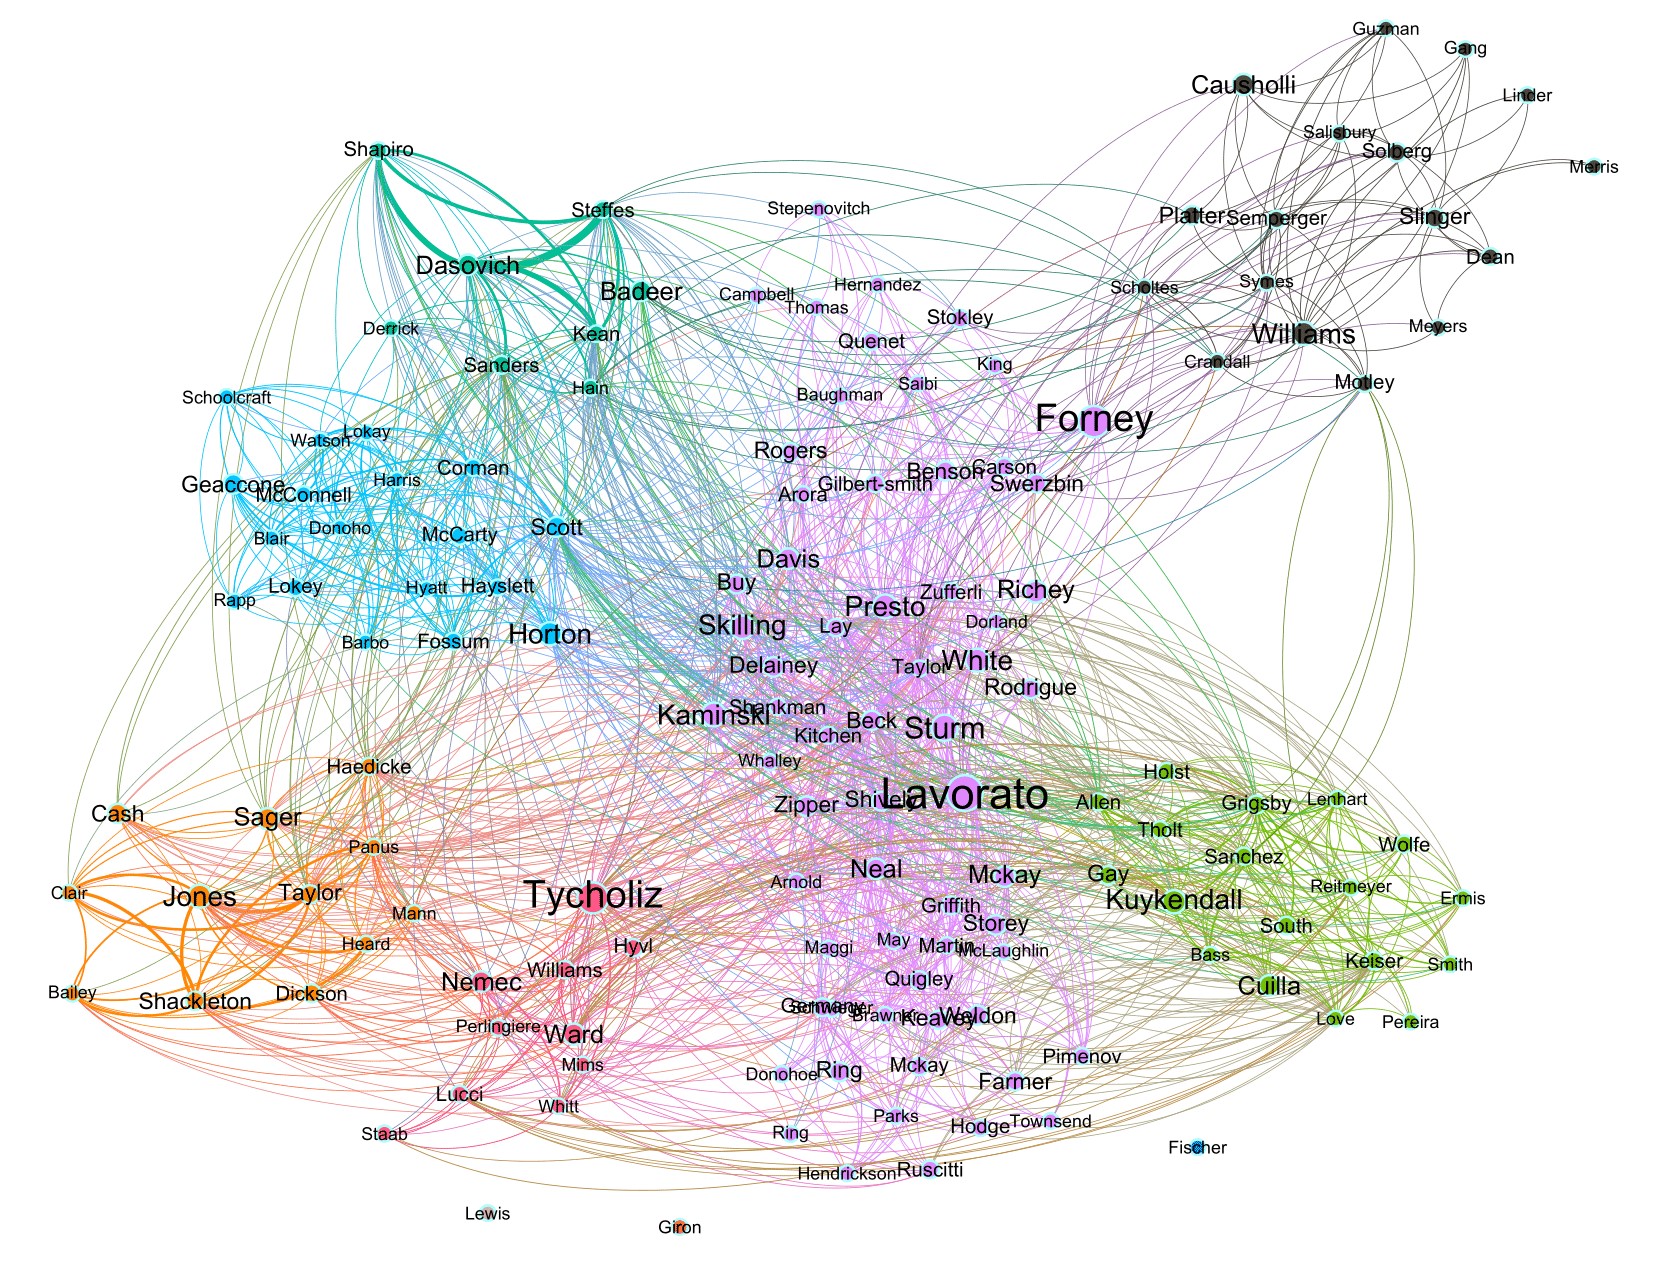 Guzman
Gang
Causholli
Linder
Salisbury
Solberg
Shapiro
Merris
Steffes
Stepenovitch
Platter
Semperger
Slinger
Dean
Dasovich
Badeer
Campbell
Hernandez
Thomas
Scholtes
Symes
Derrick
Kean
Stokley
Quenet
Williams
Meyers
Sanders
King
Crandall
Hain
Saibi
Baughman
Motley
Schoolcraft
Forney
Watson
Lokay
Rogers
Corman
Harris
Benson
Carson
Geaccone
McConnell
Arora
Gilbert-smith
Swerzbin
Donoho
Blair
McCarty
Scott
Davis
Rapp
Lokey
Hyatt
Hayslett
Buy
Zufferli
Richey
Presto
Barbo
Fossum
Horton
Skilling
Lay
Dorland
Delainey
Taylor
White
Rodrigue
Kaminski
Shankman
Beck
Sturm
Kitchen
Whalley
Haedicke
Holst
Cash
Sager
Zipper
Shively
Lavorato
Allen
Grigsby
Lenhart
Tholt
Panus
Wolfe
Sanchez
Clair
Jones
Taylor
Tycholiz
Arnold
Neal
Mckay
Gay
Kuykendall
Reitmeyer
Ermis
Mann
Griffith
Storey
South
Heard
Hyvl
Maggi
May
Martin
McLaughlin
Bass
Keiser
Smith
Williams
Nemec
Quigley
Cuilla
Bailey
Shackleton
Dickson
Germany
Schwieger
Brawner
Keavey
Weldon
Love
Pereira
Perlingiere
Ward
Mims
Pimenov
Donohoe
Ring
Mckay
Farmer
Lucci
Whitt
Parks
Hodge
Townsend
Staab
Ring
Fischer
Hendrickson
Ruscitti
Lewis
Giron